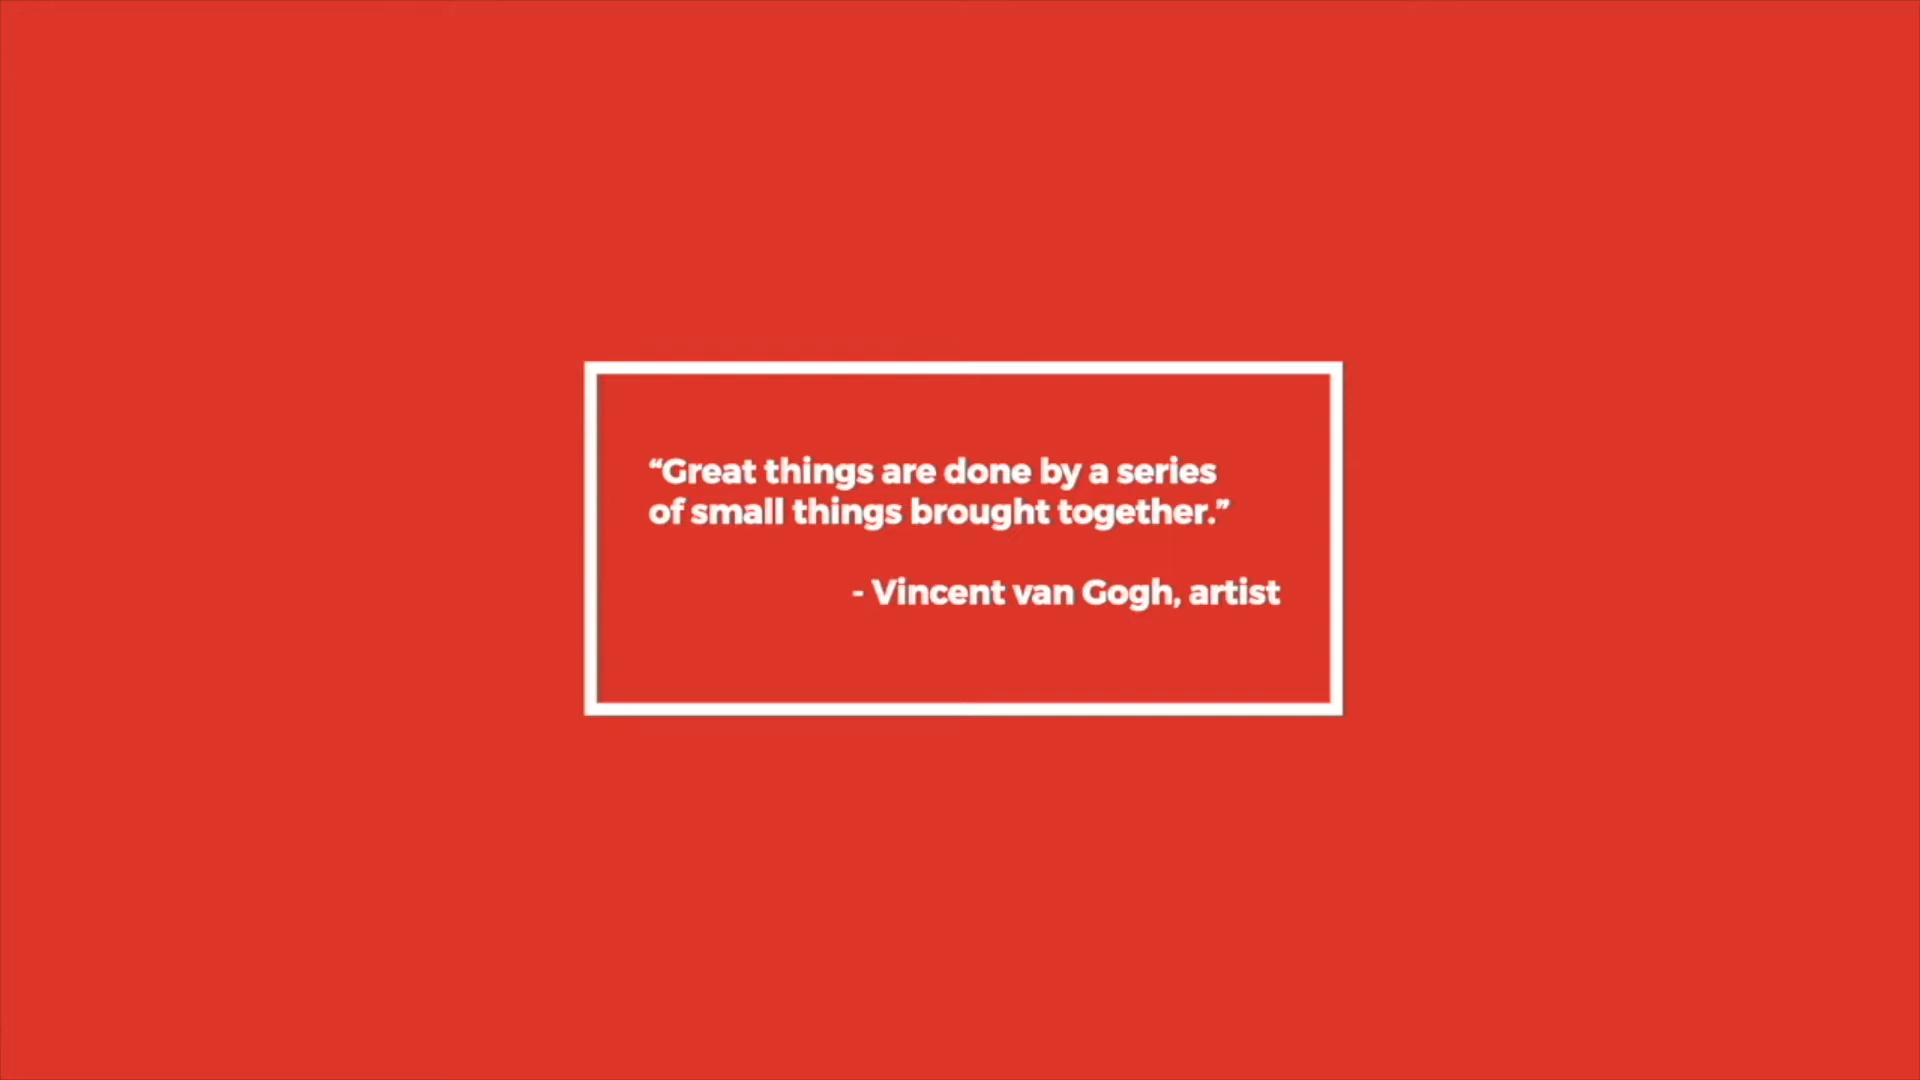 “Great things are done by a series
of small things brought together.”
- Vincent van Gogh, artist